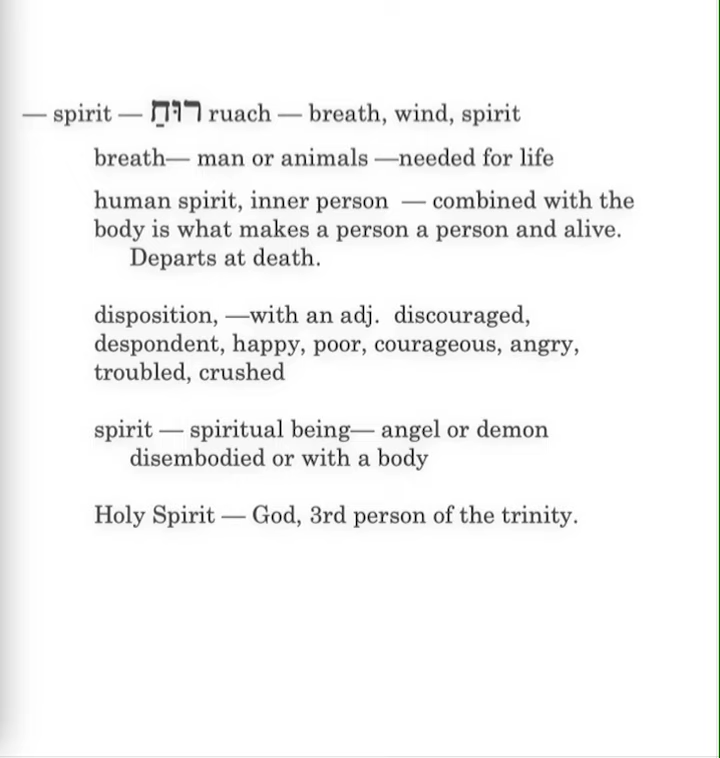 — spirit — רוּחַ ruach — breath, wind, spirit
breath— man or animals —needed for life
human spirit, inner person — combined with the
body is what makes a person a person and alive.
Departs at death.
disposition, —with an adj. discouraged,
despondent, happy, poor, courageous, angry,
troubled, crushed
spirit — spiritual being— angel or demon
disembodied or with a body
Holy Spirit — God, 3rd person of the trinity.